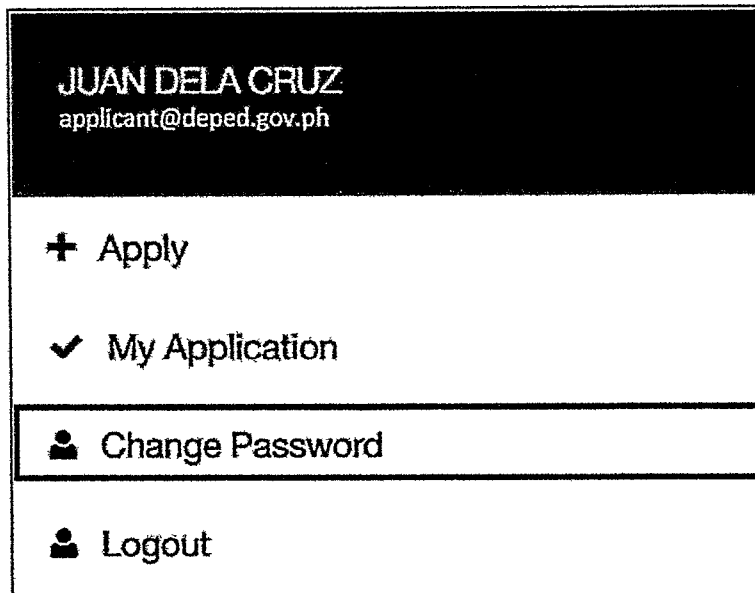 JUAN DELA CRUZ
applicant@deped.gov.ph
Apply
My Application
Change Password
Logout